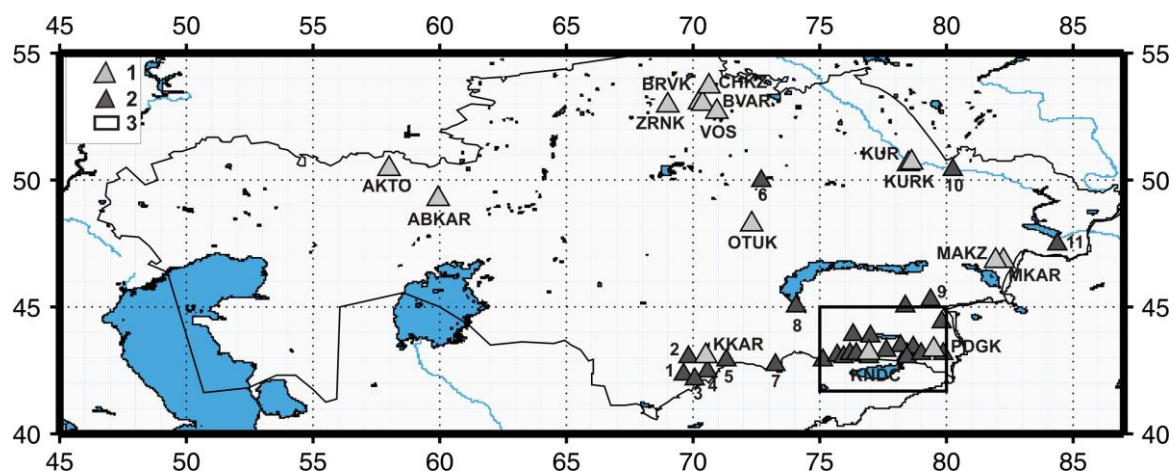 45 50 55 60 65 70 75 80 85
55 55
1
2
3
BRVK CHKZ
ZRNK BVAR
VOS
KUR
KURK
50 50
AKTO
6
10
ABKAR
OTUK
11
MAKZ
MKAR
45 45
8
9
2 KKAR
PDGK
1 3 4 5 7
KNDC
40 40
45 50 55 60 65 70 75 80 85